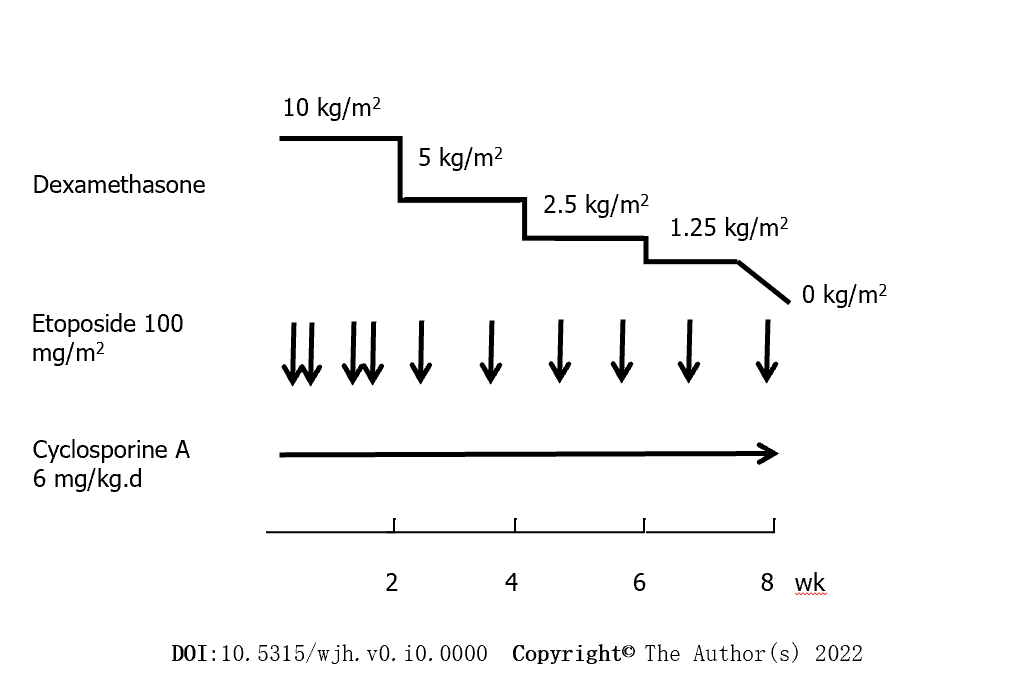 10 kg/m²
5 kg/m²
Dexamethasone
2.5 kg/m²
1.25 kg/m²
0 kg/m²
Etoposide 100
mg/m²
Cyclosporine A
6 mg/kg.d
2 4 6 8 wk
DOI:10.5315/wjh.v0.i0.0000 Copyright© The Author(s) 2022